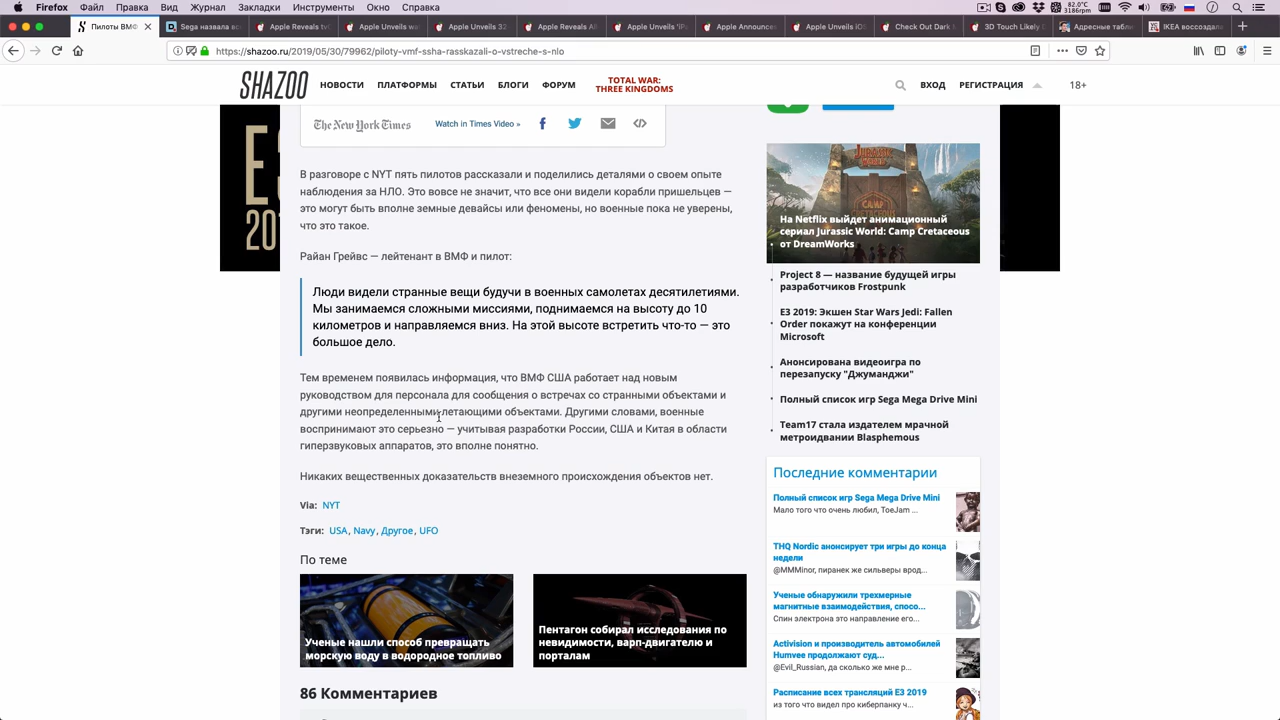 Firefox Файл Правка Вид Журнал Закладки Инструменты Окно Справка
Пилоты ВМФ
Sega назвала вс
Apple Reveals tv
Apple Unveils wa
Apple Unveils 32
Apple Reveals Al
Apple Unveils 'iP
Apple Announce
Apple Unveils iOS
Check Out Dark M
3D Touch Likely D
Адресные табл
IKEA воссоздал
https://shazoo.ru/2019/05/30/79962/piloty-vmf-ssha-rasskazali-o-vstreche-s-nlo
SHAZOO
НОВОСТИ ПЛАТФОРМЫ СТАТЬИ БЛОГИ ФОРУМ
TOTAL WAR:
THREE KINGDOMS
ВХОД РЕГИСТРАЦИЯ 18+
The New York Times
Watch in Times Video »
В разговоре с NYT пять пилотов рассказали и поделились деталями о своем опыте
наблюдения за НЛО. Это вовсе не значит, что все они видели корабли пришельцев —
это могут быть вполне земные девайсы или феномены, но военные пока не уверены,
что это такое.
Райан Грейвс — лейтенант в ВМФ и пилот:
Люди видели странные вещи будучи в военных самолетах десятилетиями.
Мы занимаемся сложными миссиями, поднимаемся на высоту до 10
километров и направляемся вниз. На этой высоте встретить что-то — это
большое дело.
Тем временем появилась информация, что ВМФ США работает над новым
руководством для персонала для сообщения о встречах со странными объектами и
другими неопределенными летающими объектами. Другими словами, военные
воспринимают это серьезно — учитывая разработки России, США и Китая в области
гиперзвуковых аппаратов, это вполне понятно.
Никаких вещественных доказательств внеземного происхождения объектов нет.
Via: NYT
Тэги: USA, Navy, Другое, UFO
По теме
Ученые нашли способ превращать
морскую воду в водородное топливо
Пентагон собирал исследования по
невидимости, варп-двигателю и
порталам
86 Комментариев
JURASSIC WORLD
CAMP
CRETACEOUS
На Netflix выйдет анимационный
сериал Jurassic World: Camp Cretaceous
от DreamWorks
Project 8 — название будущей игры
разработчиков Frostpunk
E3 2019: Экшен Star Wars Jedi: Fallen
Order покажут на конференции
Microsoft
Анонсирована видеоигра по
перезапуску "Джуманджи"
Полный список игр Sega Mega Drive Mini
Team17 стала издателем мрачной
метроидвании Blasphemous
Последние комментарии
Полный список игр Sega Mega Drive Mini
Мало того что очень любил, ToeJam ...
THQ Nordic анонсирует три игры до конца
недели
@MMMinor, пиранек же сильверы врод...
Ученые обнаружили трехмерные
магнитные взаимодействия, спосо...
Спин электрона это направление его...
Activision и производитель автомобилей
Humvee продолжают суд...
@Evil_Russian, да сколько же мне р...
Расписание всех трансляций E3 2019
из того что видел про киберпанку ч...